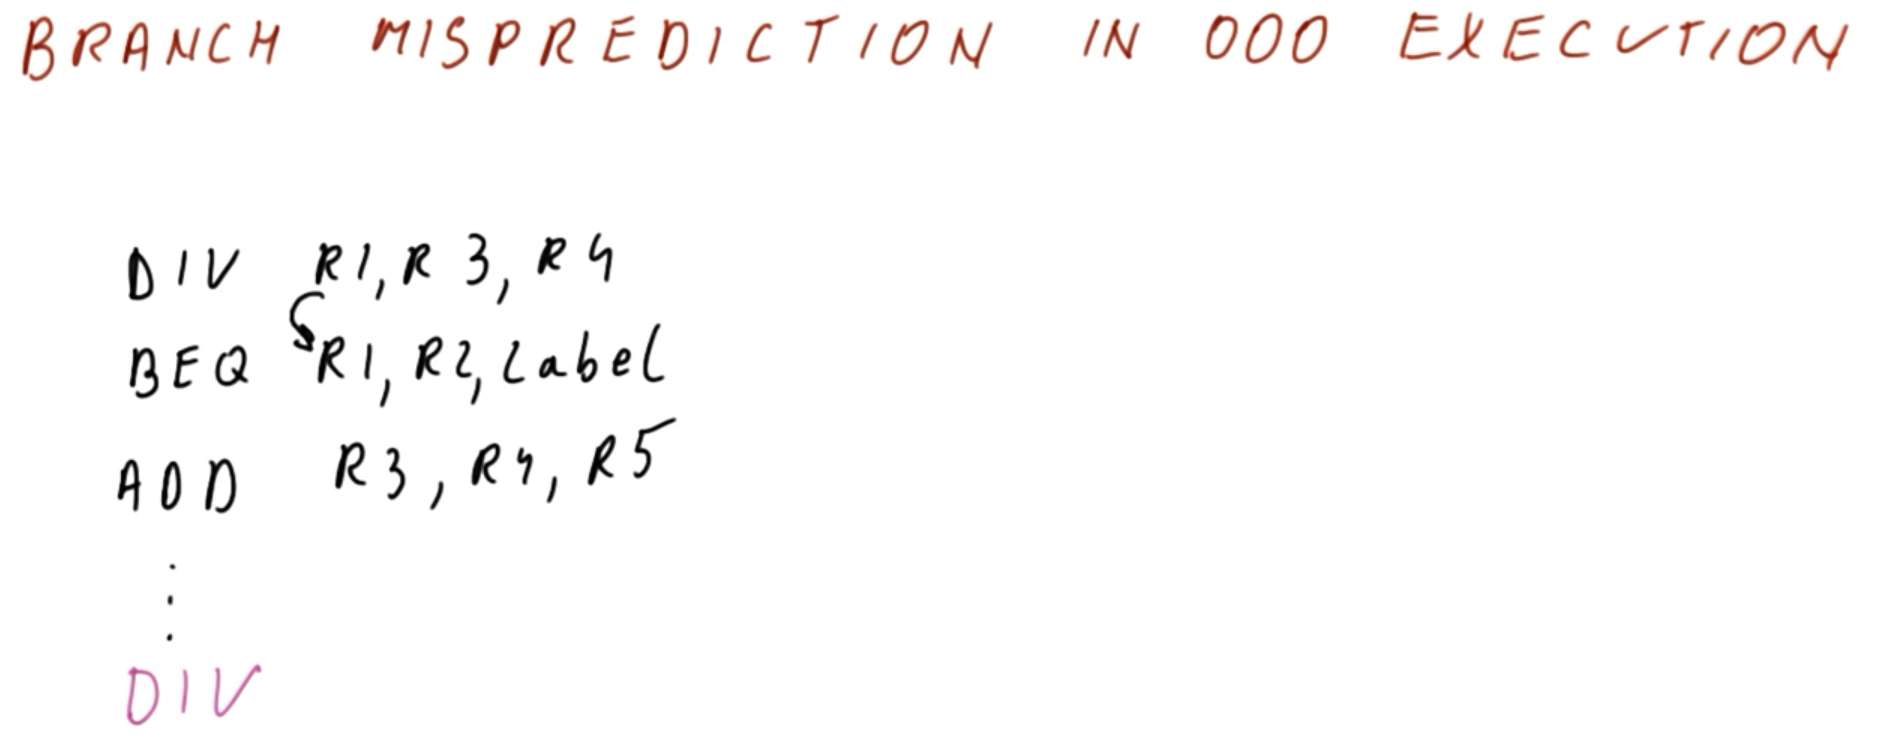 BRANCH MISPREDICTION IN OOO EXECUTION
DIV R1, R3, R4
BEQ R1, R2, Label
ADD R3, R4, R5
⋮
DIV